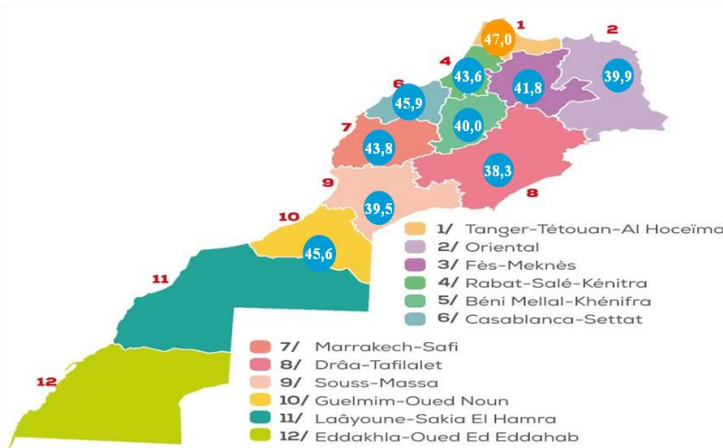 1
2
47,0
4
43,6
41,8
39,9
6
45,9
40,0
7
43,8
38,3
9
39,5
8
10
45,6
11
12
1/ Tanger-Tétouan-Al Hoceïma
2/ Oriental
3/ Fès-Meknès
4/ Rabat-Salé-Kénitra
5/ Béni Mellal-Khénifra
6/ Casablanca-Settat
7/ Marrakech-Safi
8/ Drâa-Tafilalet
9/ Souss-Massa
10/ Guelmim-Oued Noun
11/ Laâyoune-Sakia El Hamra
12/ Eddakhla-Oued Ed Eddahab